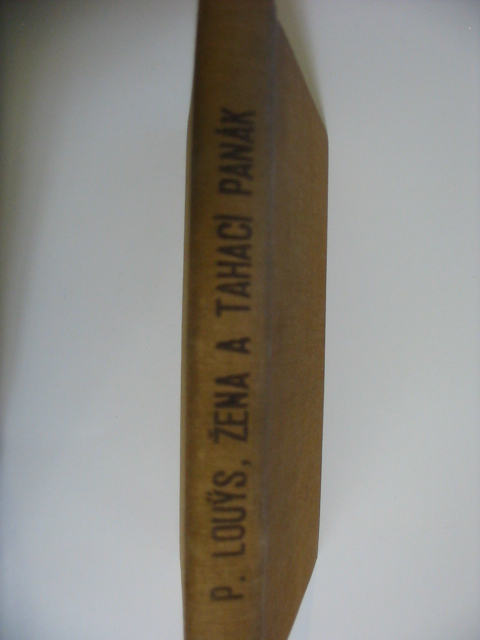 P. LOUŸS, ŽENA A TAHACÍ PANÁK